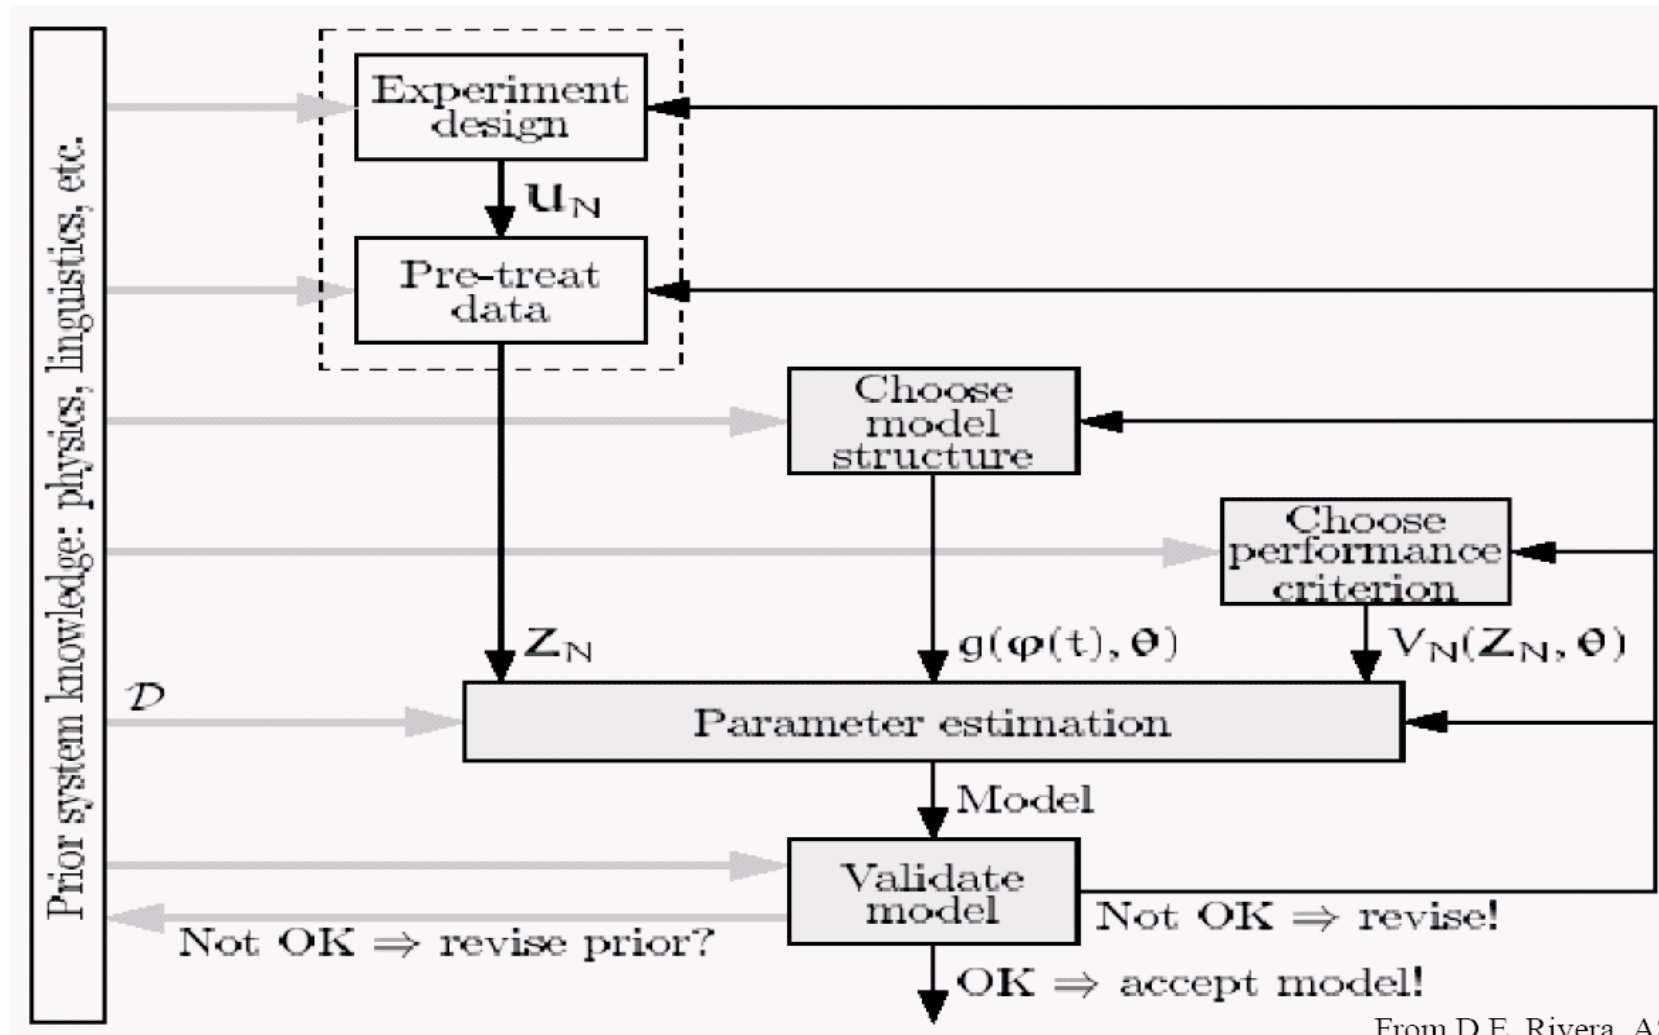 Prior system knowledge: physics, linguistics, etc.
Experiment
design
U_N
Pre-treat
data
Choose
model
structure
Choose
performance
criterion
Z_N
g(φ(t), θ)
V_N(Z_N, θ)
𝒟
Parameter estimation
Model
Validate
model
Not OK ⇒ revise!
Not OK ⇒ revise prior?
OK ⇒ accept model!
From D.E. Rivera